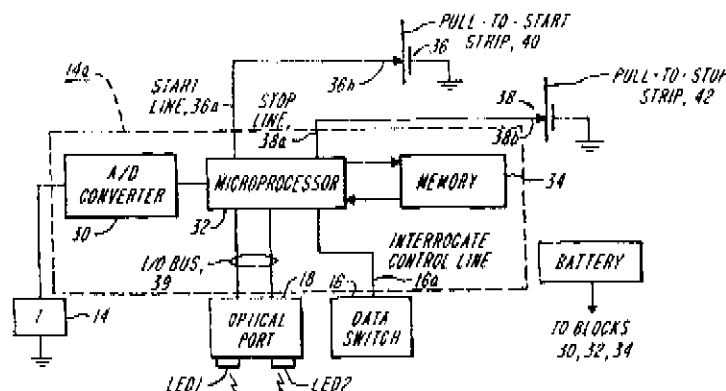 PULL-TO-START
STRIP, 40
36
PULL-TO-STOP
STRIP, 42
14a
START
LINE, 36a
36b
STOP
LINE,
38a
38
38b
A/D
CONVERTER
30
MICROPROCESSOR
32
MEMORY
34
I/O BUS,
39
INTERROGATE
CONTROL LINE
16a
BATTERY
TO BLOCKS
30, 32, 34
14
18
OPTICAL
PORT
16
DATA
SWITCH
LED1
LED2